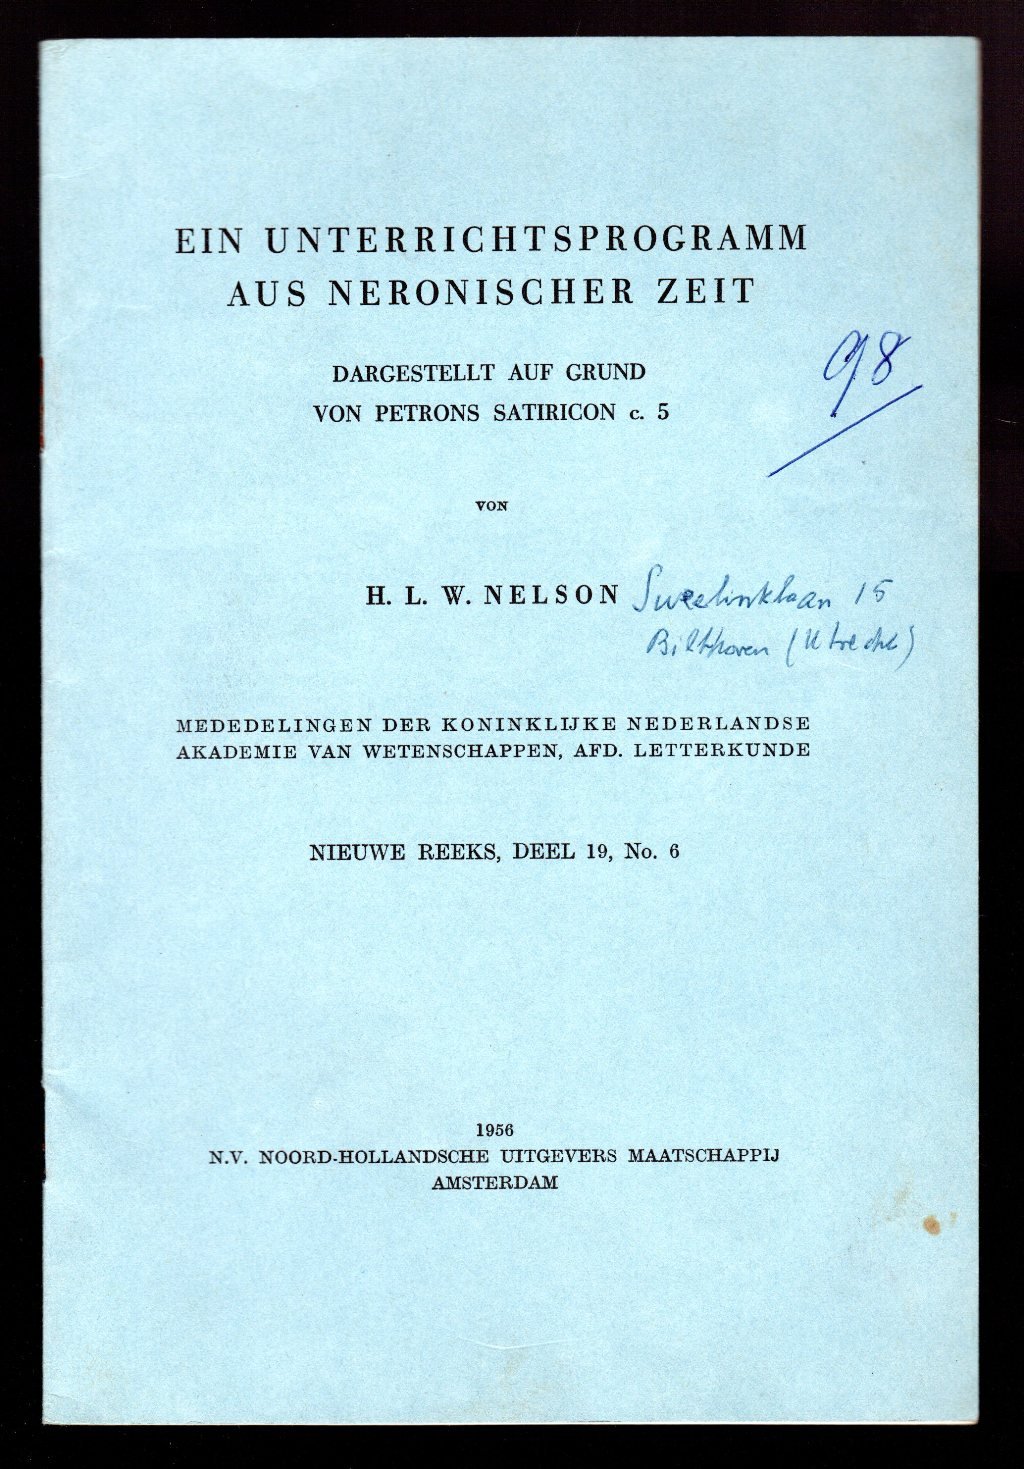 EIN UNTERRICHTSPROGRAMM
AUS NERONISCHER ZEIT
DARGESTELLT AUF GRUND
VON PETRONS SATIRICON c. 5
98
VON
H. L. W. NELSON Sweelinklaan 15
Bilthoven (Utrecht)
MEDEDELINGEN DER KONINKLIJKE NEDERLANDSE
AKADEMIE VAN WETENSCHAPPEN, AFD. LETTERKUNDE
NIEUWE REEKS, DEEL 19, No. 6
1956
N.V. NOORD-HOLLANDSCHE UITGEVERS MAATSCHAPPIJ
AMSTERDAM